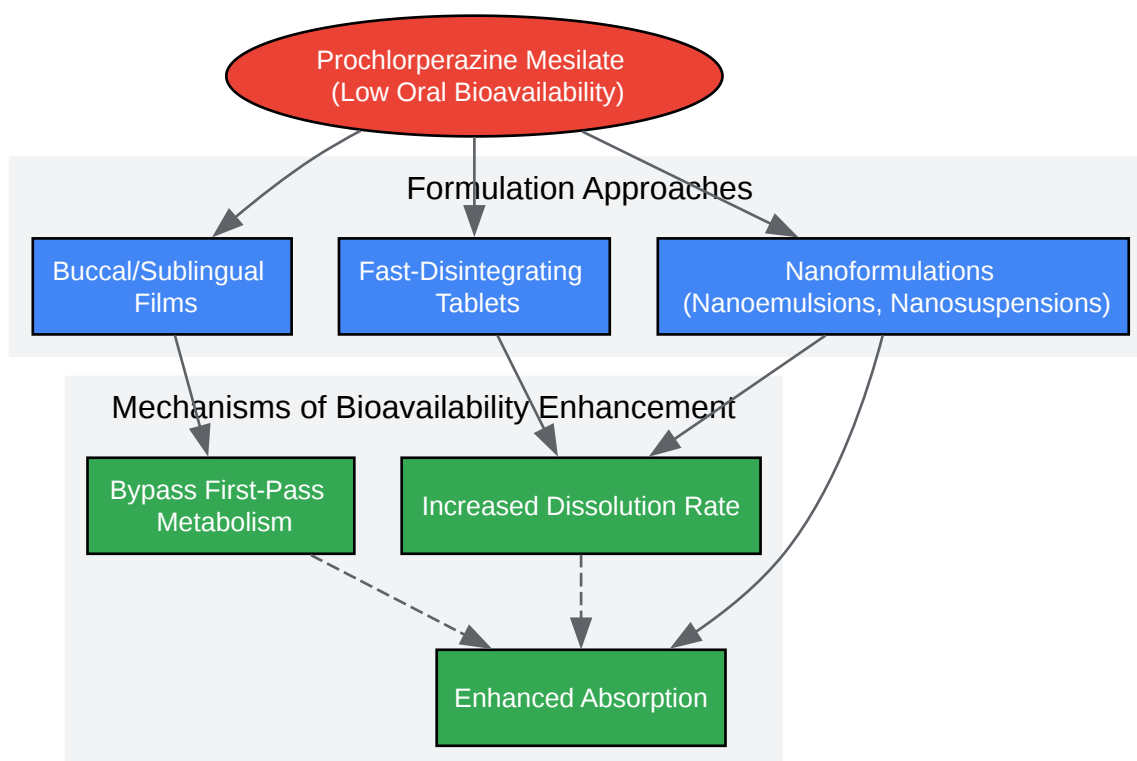 Prochlorperazine Mesilate
(Low Oral Bioavailability)
Formulation Approaches
Buccal/Sublingual
Films
Fast-Disintegrating
Tablets
Nanoformulations
(Nanoemulsions, Nanosuspensions)
Mechanisms of Bioavailability Enhancement
Bypass First-Pass
Metabolism
Increased Dissolution Rate
Enhanced Absorption